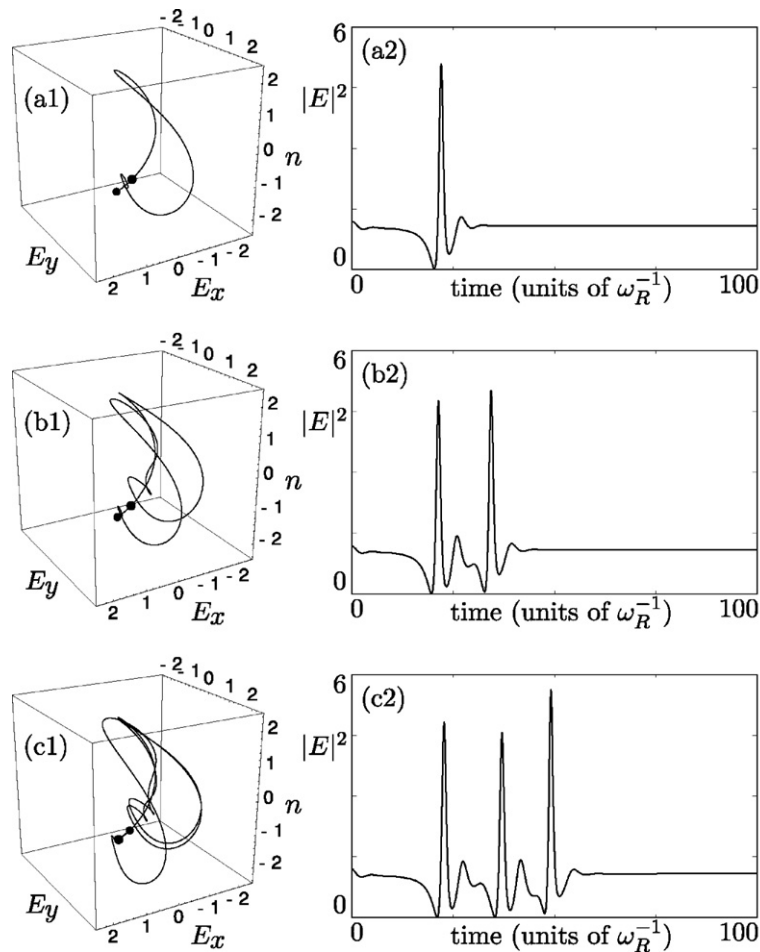 (a1)
- 2 - 1 0 1 2
2
1
0
- 1
- 2
n
Ey
2 1 0 - 1 - 2
Ex
(a2)
6
|E|²
0
0 time (units of ω_R⁻¹) 100
(b1)
- 2 - 1 0 1 2
2
1
0
- 1
- 2
n
Ey
2 1 0 - 1 - 2
Ex
(b2)
6
|E|²
0
0 time (units of ω_R⁻¹) 100
(c1)
- 2 - 1 0 1 2
2
1
0
- 1
- 2
n
Ey
2 1 0 - 1 - 2
Ex
(c2)
6
|E|²
0
0 time (units of ω_R⁻¹) 100